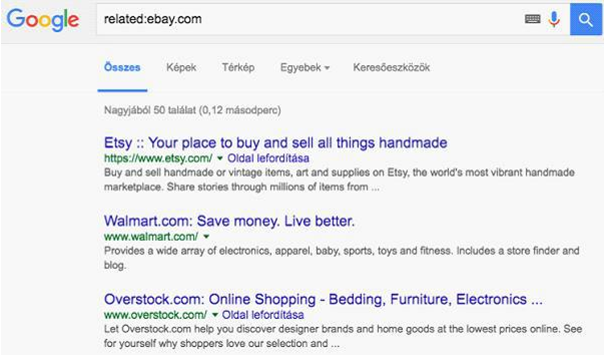 Google related:ebay.com
Összes Képek Térkép Egyebek Keresőeszközök
Nagyjából 50 találat (0,12 másodperc)
Etsy :: Your place to buy and sell all things handmade
https://www.etsy.com/ Oldal lefordítása
Buy and sell handmade or vintage items, art and supplies on Etsy, the world's most vibrant handmade
marketplace. Share stories through millions of items from ...
Walmart.com: Save money. Live better.
www.walmart.com/
Provides a wide array of electronics, apparel, baby, sports, toys and fitness. Includes a store finder and
blog.
Overstock.com: Online Shopping - Bedding, Furniture, Electronics ...
www.overstock.com/ Oldal lefordítása
Let Overstock.com help you discover designer brands and home goods at the lowest prices online. See
for yourself why shoppers love our selection and ...